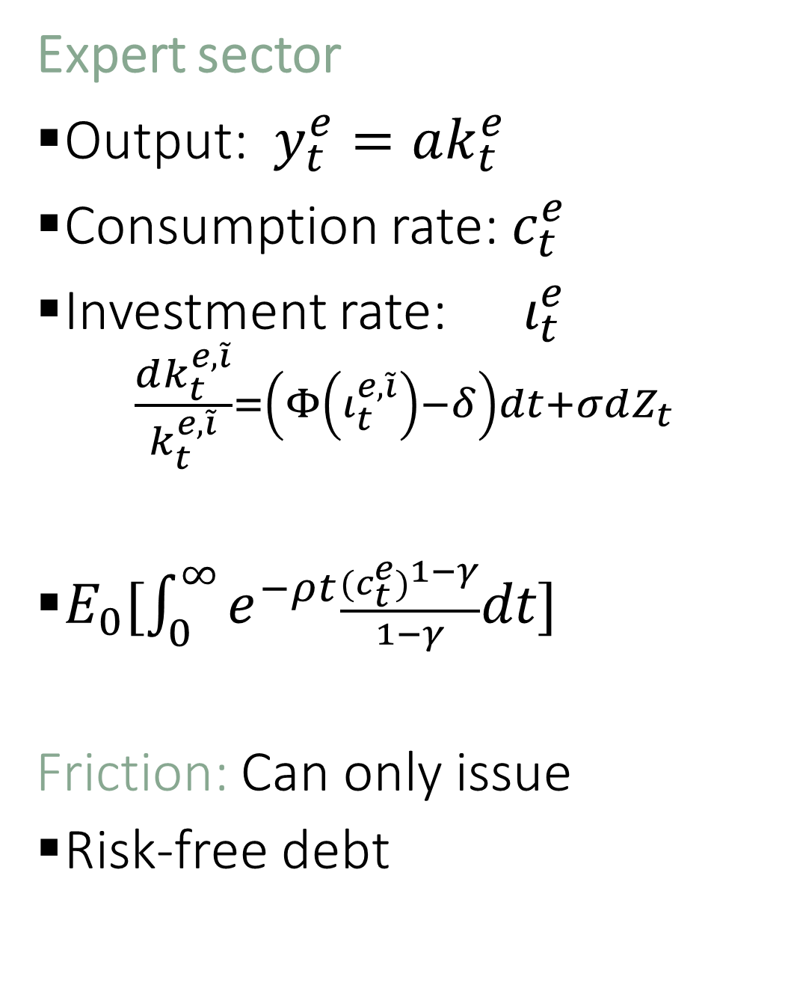 Expert sector
▪Output: $y_t^e = ak_t^e$
▪Consumption rate: $c_t^e$
▪Investment rate: $\iota_t^e$
$\frac{dk_t^{e,\tilde{\imath}}}{k_t^{e,\tilde{\imath}}}=\left(\Phi\left(\iota_t^{e,\tilde{\imath}}\right)-\delta\right)dt+\sigma dZ_t$
▪$E_0[\int_0^\infty e^{-\rho t}\frac{(c_t^e)^{1-\gamma}}{1-\gamma}dt]$
Friction: Can only issue
▪Risk-free debt